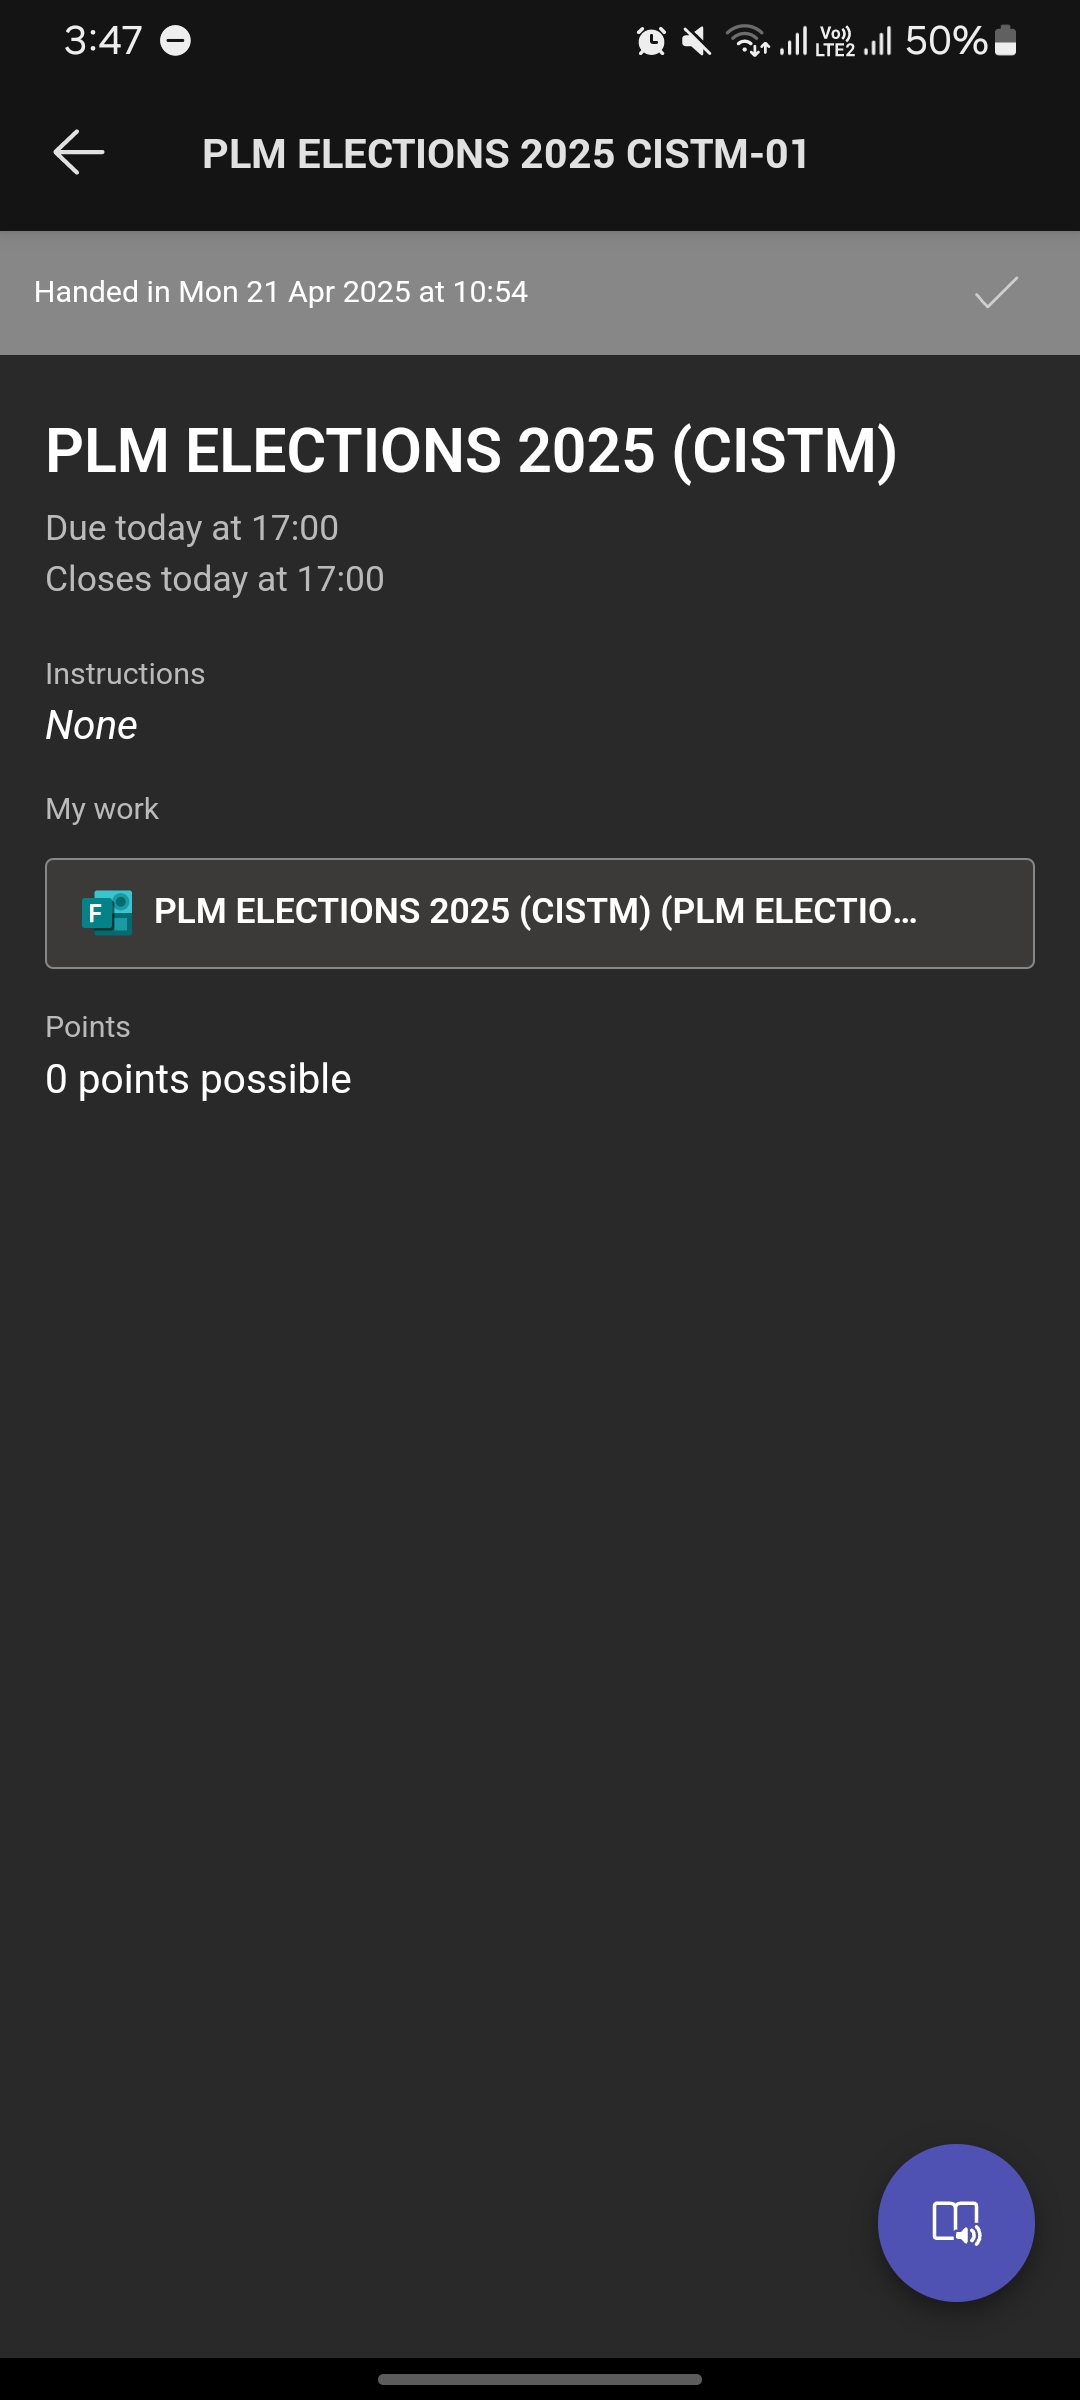 3:47
Vo)) LTE2 50%
PLM ELECTIONS 2025 CISTM-01
Handed in Mon 21 Apr 2025 at 10:54
PLM ELECTIONS 2025 (CISTM)
Due today at 17:00
Closes today at 17:00
Instructions
None
My work
F PLM ELECTIONS 2025 (CISTM) (PLM ELECTIO...
Points
0 points possible